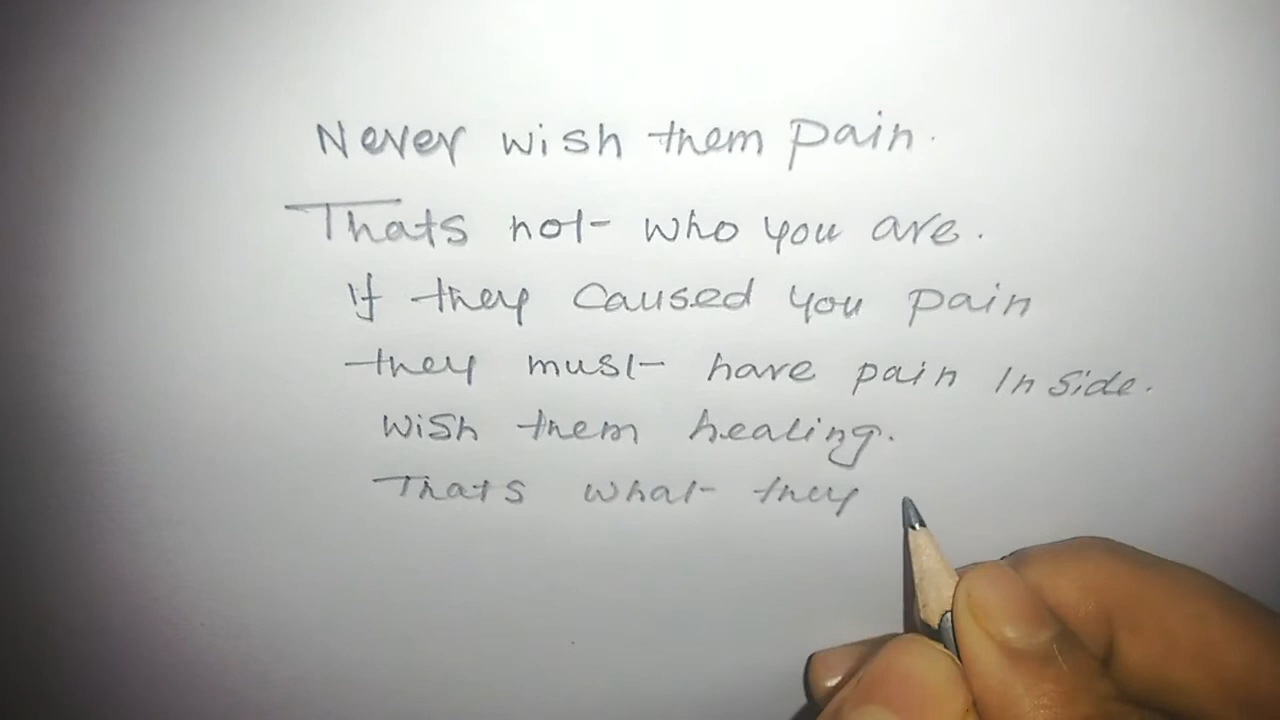 Never wish them pain.
Thats not who you are.
If they caused you pain
they must have pain inside.
Wish them healing.
Thats what they